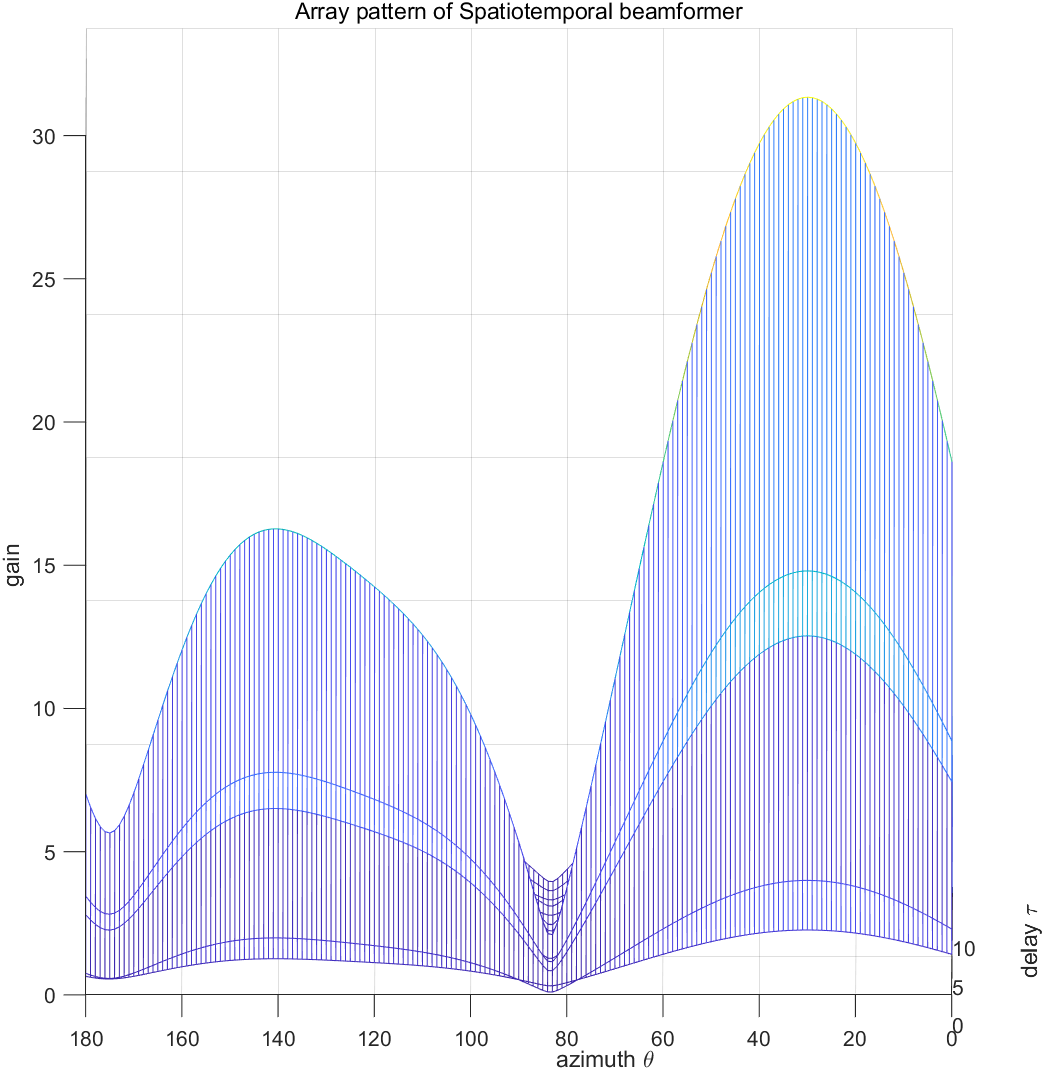 Array pattern of Spatiotemporal beamformer
30
25
20
15
10
5
0
gain
180 160 140 120 100 80 60 40 20 0
azimuth θ
10
5
0
delay τ